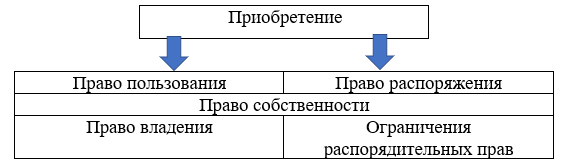 Приобретение
Право пользования Право распоряжения
Право собственности
Право владения Ограничения
распорядительных прав